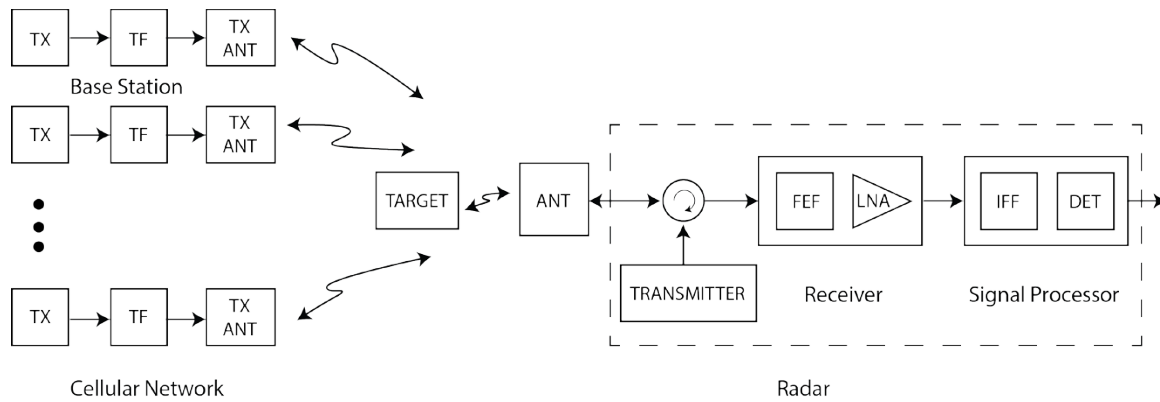 TX
TF
TX
ANT
Base Station
TX
TF
TX
ANT
TARGET
ANT
FEF
LNA
IFF
DET
TRANSMITTER
Receiver
Signal Processor
TX
TF
TX
ANT
Cellular Network
Radar